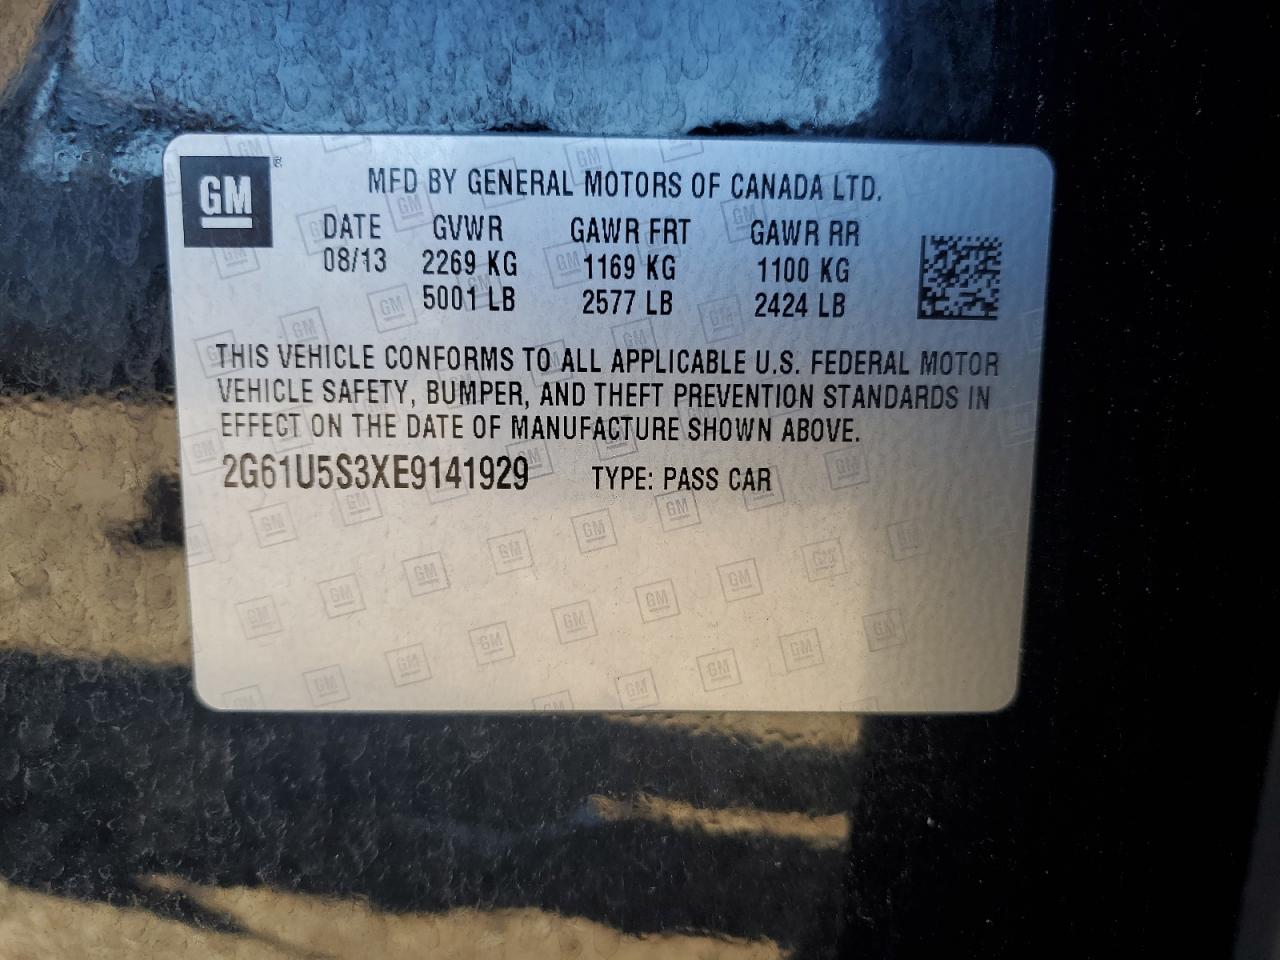 GM ®
MFD BY GENERAL MOTORS OF CANADA LTD.
DATE GVWR GAWR FRT GAWR RR
08/13 2269 KG 1169 KG 1100 KG
5001 LB 2577 LB 2424 LB
THIS VEHICLE CONFORMS TO ALL APPLICABLE U.S. FEDERAL MOTOR
VEHICLE SAFETY, BUMPER, AND THEFT PREVENTION STANDARDS IN
EFFECT ON THE DATE OF MANUFACTURE SHOWN ABOVE.
2G61U5S3XE9141929 TYPE: PASS CAR